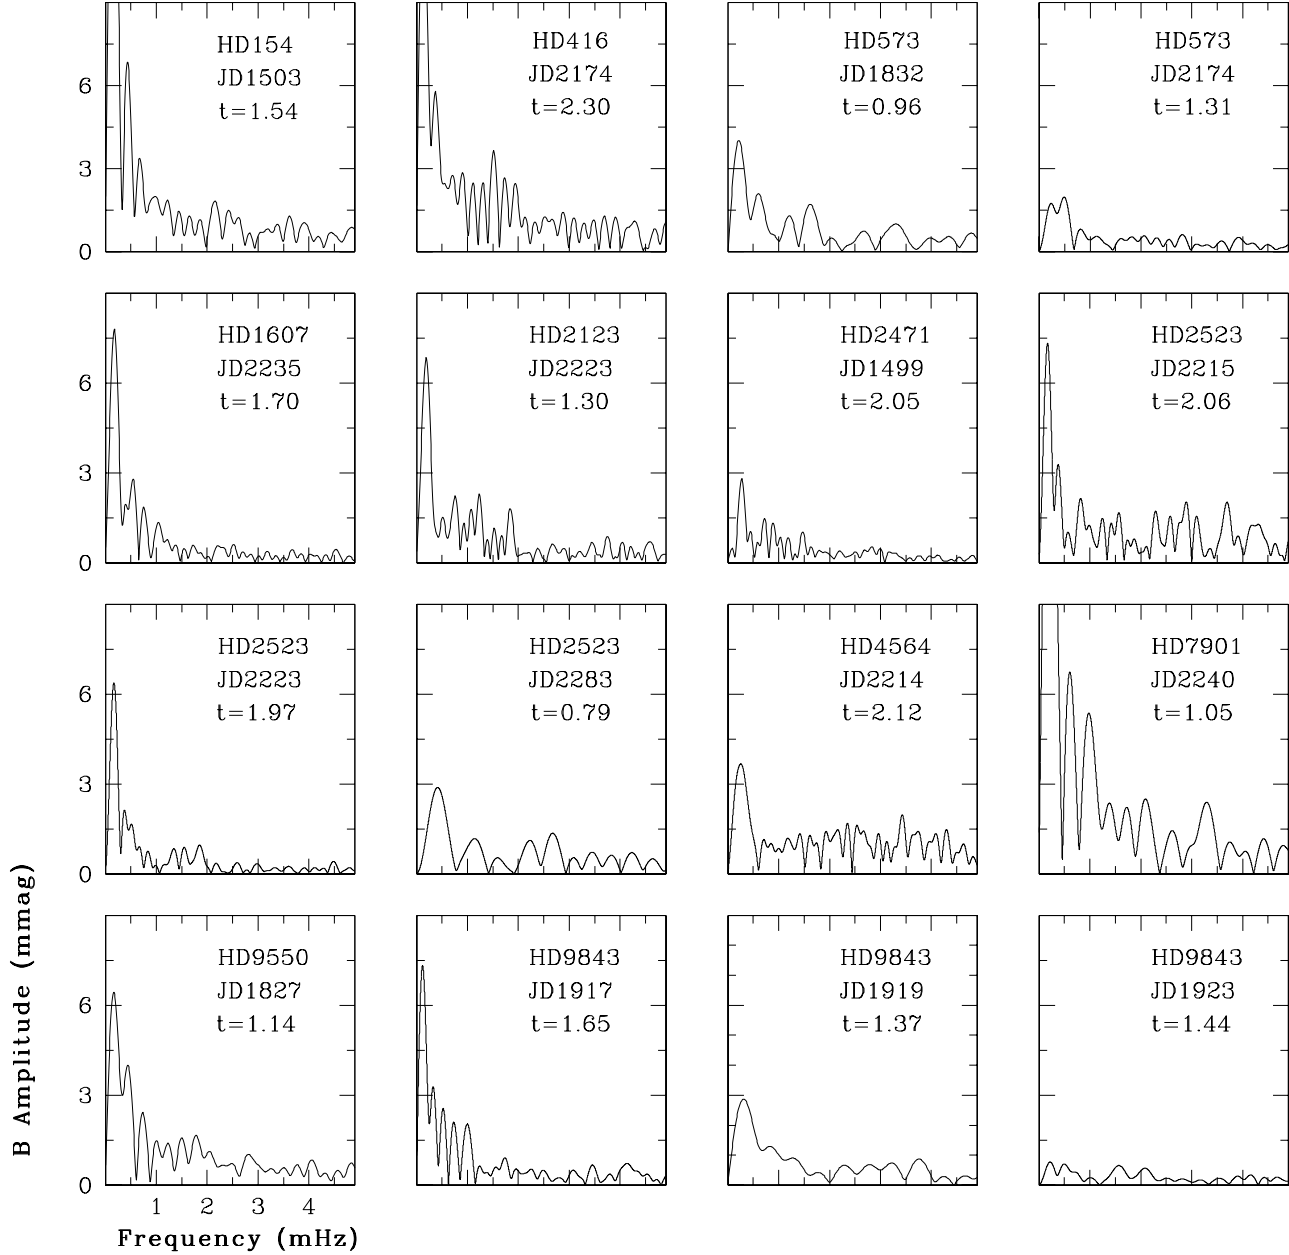 HD154
JD1503
t=1.54
HD416
JD2174
t=2.30
HD573
JD1832
t=0.96
HD573
JD2174
t=1.31
6
3
0
HD1607
JD2235
t=1.70
HD2123
JD2223
t=1.30
HD2471
JD1499
t=2.05
HD2523
JD2215
t=2.06
6
3
0
HD2523
JD2223
t=1.97
HD2523
JD2283
t=0.79
HD4564
JD2214
t=2.12
HD7901
JD2240
t=1.05
6
3
0
HD9550
JD1827
t=1.14
HD9843
JD1917
t=1.65
HD9843
JD1919
t=1.37
HD9843
JD1923
t=1.44
6
3
0
1 2 3 4
Frequency (mHz)
B Amplitude (mmag)